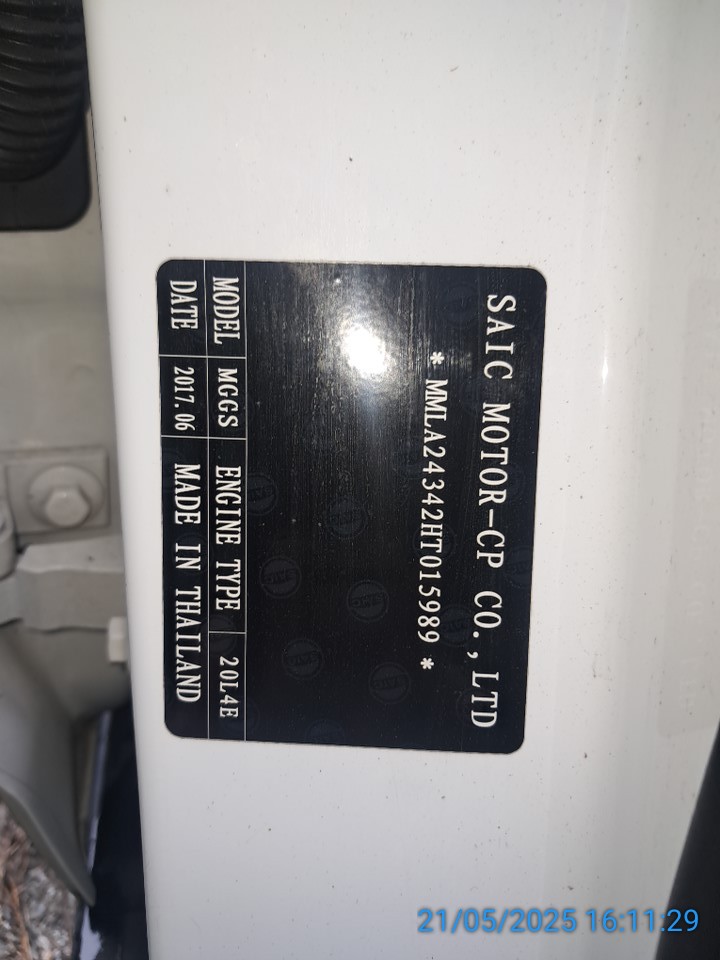 SAIC MOTOR-CP CO.,LTD
* MMLA24342HT015989 *
MODEL MGGS ENGINE TYPE 20L4E
DATE 2017.06 MADE IN THAILAND
21/05/2025 16:11:29